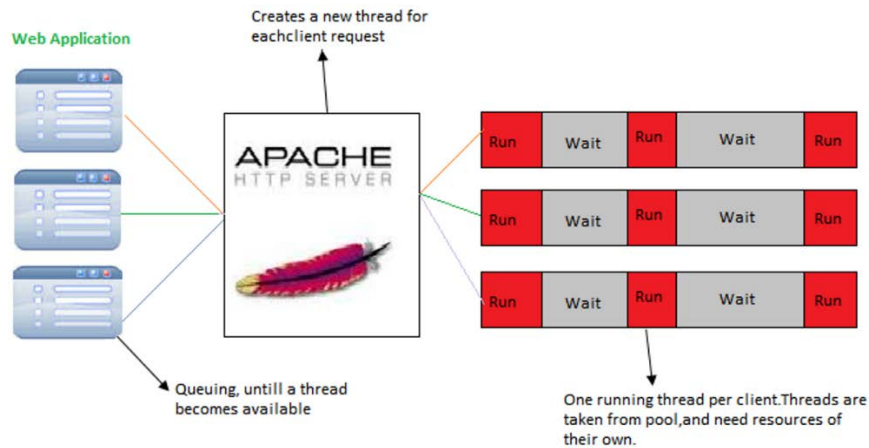 Creates a new thread for
eachclient request
Web Application
APACHE
HTTP SERVER
Run Wait Run Wait Run
Run Wait Run Wait Run
Run Wait Run Wait Run
Queuing, untill a thread
becomes available
One running thread per client.Threads are
taken from pool,and need resources of
their own.